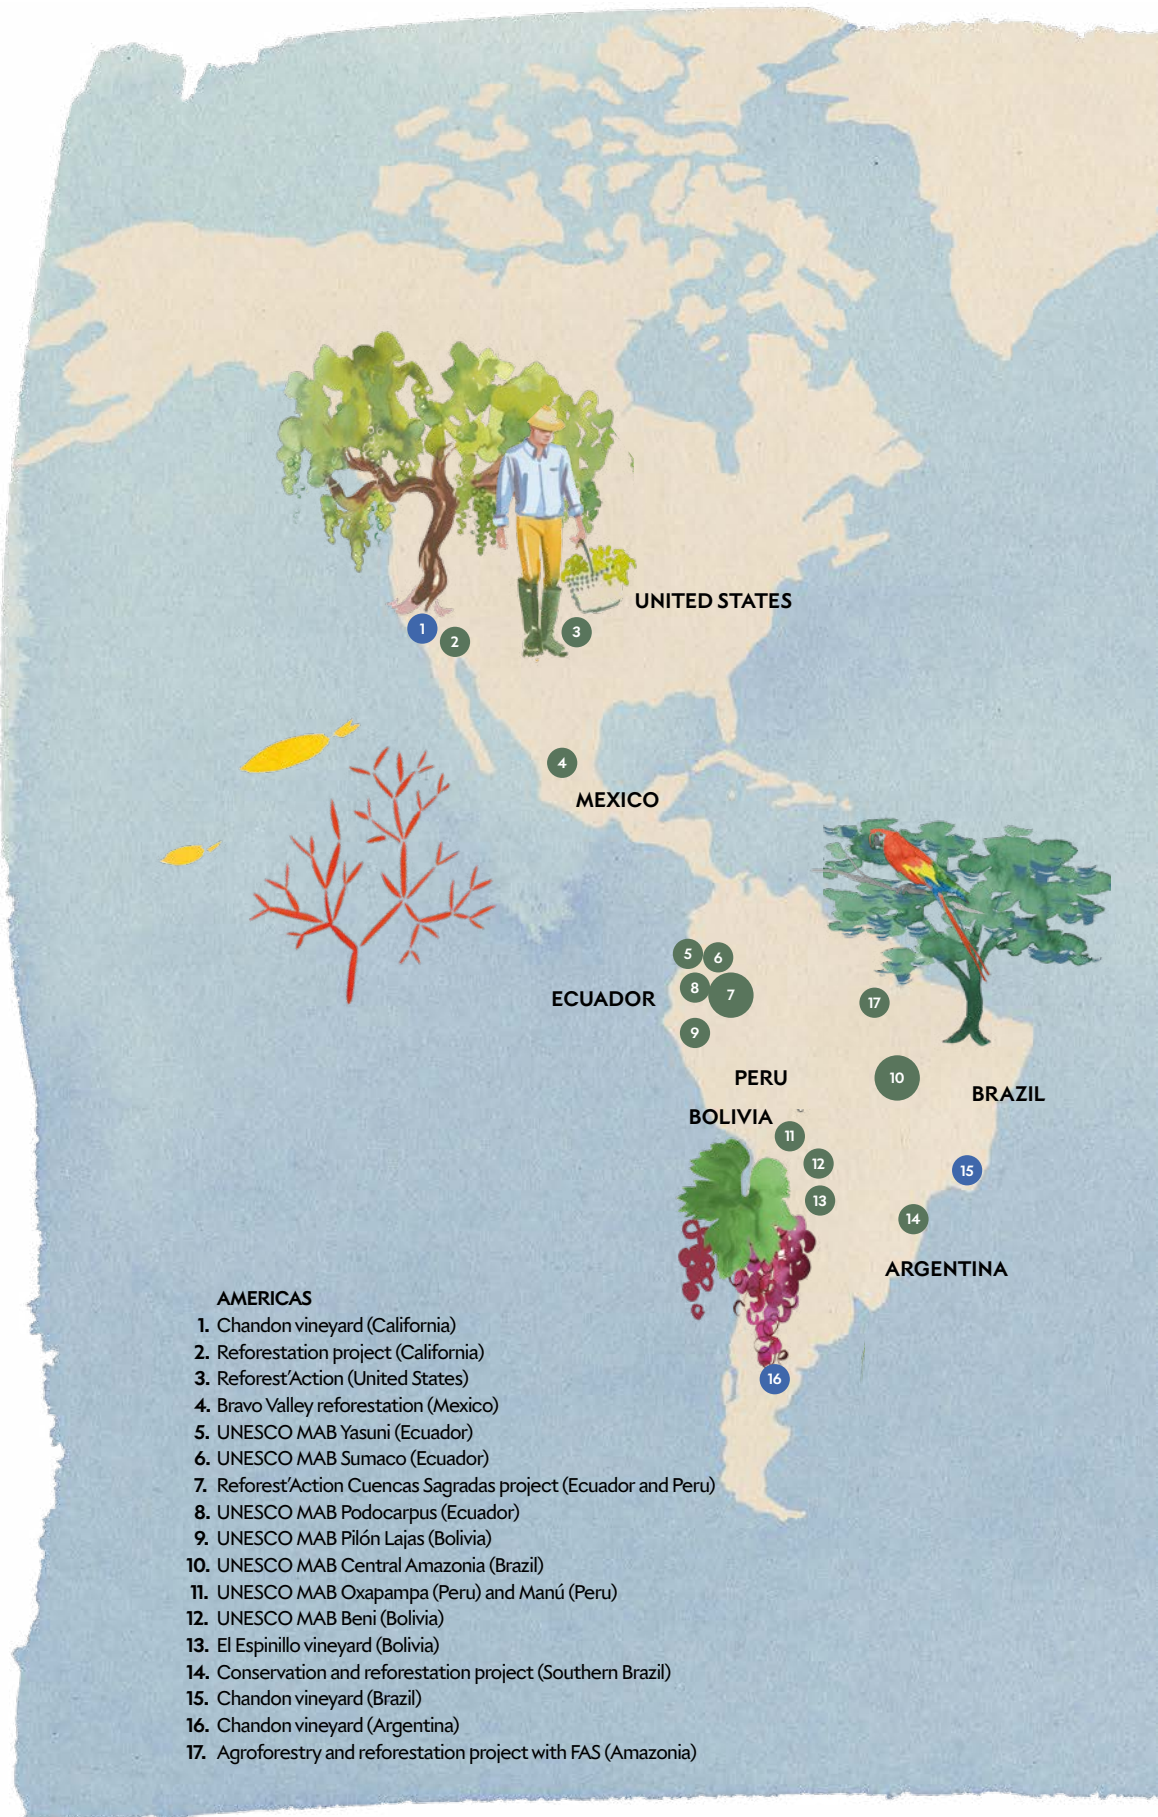 UNITED STATES
1
2
3
4
MEXICO
5
6
8
7
ECUADOR
17
9
PERU
10
BRAZIL
BOLIVIA
11
12
15
13
14
ARGENTINA
16
AMERICAS
1. Chandon vineyard (California)
2. Reforestation project (California)
3. Reforest'Action (United States)
4. Bravo Valley reforestation (Mexico)
5. UNESCO MAB Yasuni (Ecuador)
6. UNESCO MAB Sumaco (Ecuador)
7. Reforest'Action Cuencas Sagradas project (Ecuador and Peru)
8. UNESCO MAB Podocarpus (Ecuador)
9. UNESCO MAB Pilón Lajas (Bolivia)
10. UNESCO MAB Central Amazonia (Brazil)
11. UNESCO MAB Oxapampa (Peru) and Manú (Peru)
12. UNESCO MAB Beni (Bolivia)
13. El Espinillo vineyard (Bolivia)
14. Conservation and reforestation project (Southern Brazil)
15. Chandon vineyard (Brazil)
16. Chandon vineyard (Argentina)
17. Agroforestry and reforestation project with FAS (Amazonia)